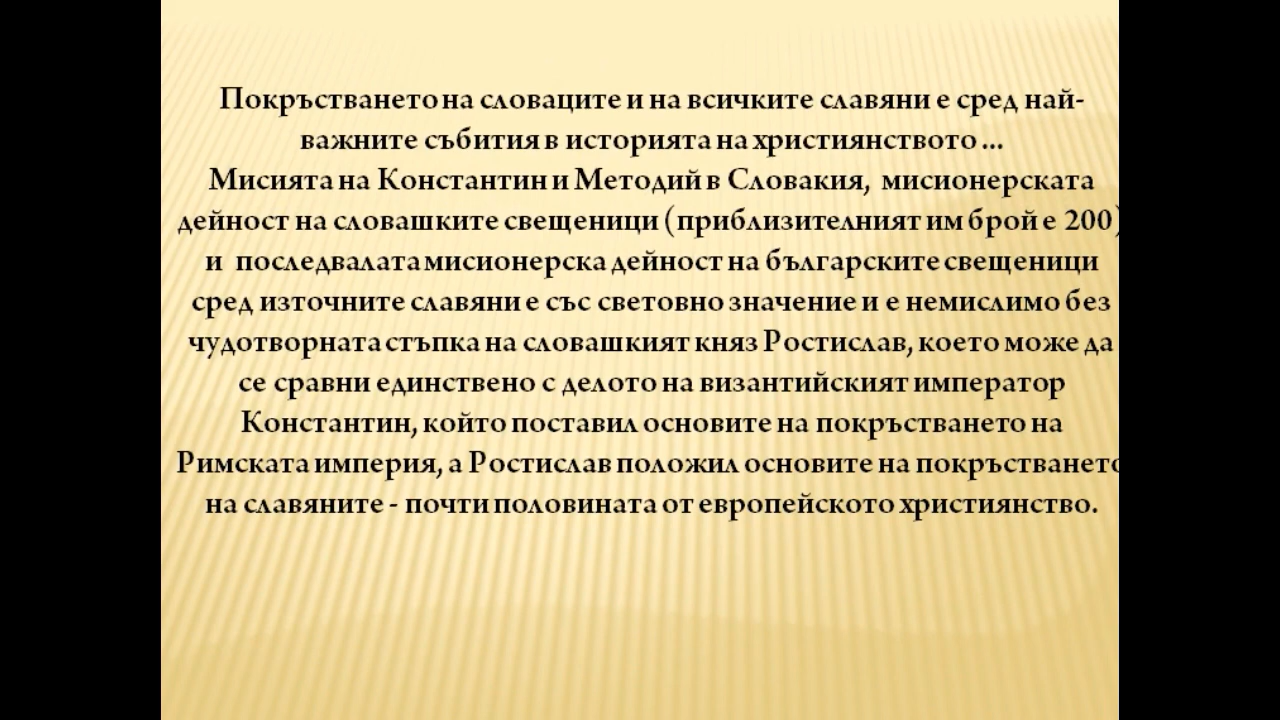 Покръстването на словаците и на всичките славяни е сред най-
важните събития в историята на християнството ...
Мисията на Константин и Методий в Словакия, мисионерската
дейност на словашките свещеници (приблизителният им брой е 200)
и последвалата мисионерска дейност на българските свещеници
сред източните славяни е със световно значение и е немислимо без
чудотворната стъпка на словашкият княз Ростислав, което може да
се сравни единствено с делото на византийският император
Константин, който поставил основите на покръстването на
Римската империя, а Ростислав положил основите на покръстването
на славяните - почти половината от европейското християнство.